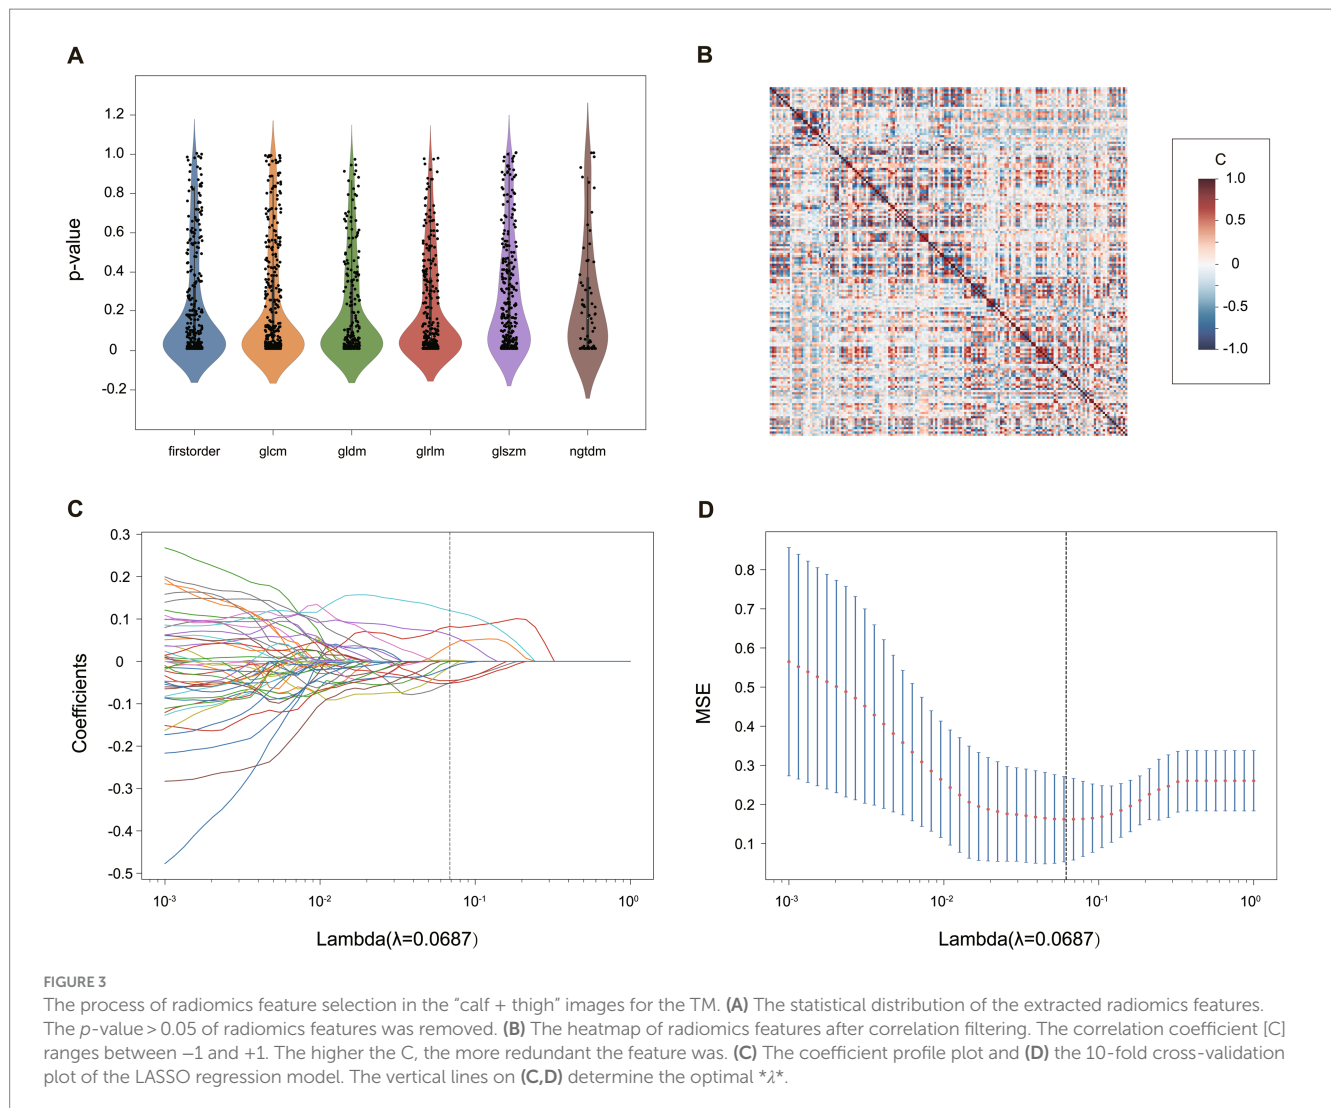 A
p-value
1.2
1.0
0.8
0.6
0.4
0.2
0
-0.2
firstorder glcm gldm glrlm glszm ngtdm
B
C
1.0
0.5
0
-0.5
-1.0
C
Coefficients
0.3
0.2
0.1
0
-0.1
-0.2
-0.3
-0.4
-0.5
10⁻³ 10⁻² 10⁻¹ 10⁰
Lambda(λ=0.0687)
D
MSE
0.8
0.7
0.6
0.5
0.4
0.3
0.2
0.1
10⁻³ 10⁻² 10⁻¹ 10⁰
Lambda(λ=0.0687)
FIGURE 3
The process of radiomics feature selection in the “calf + thigh” images for the TM. (A) The statistical distribution of the extracted radiomics features.
The p-value > 0.05 of radiomics features was removed. (B) The heatmap of radiomics features after correlation filtering. The correlation coefficient [C]
ranges between −1 and +1. The higher the C, the more redundant the feature was. (C) The coefficient profile plot and (D) the 10-fold cross-validation
plot of the LASSO regression model. The vertical lines on (C,D) determine the optimal *λ*.